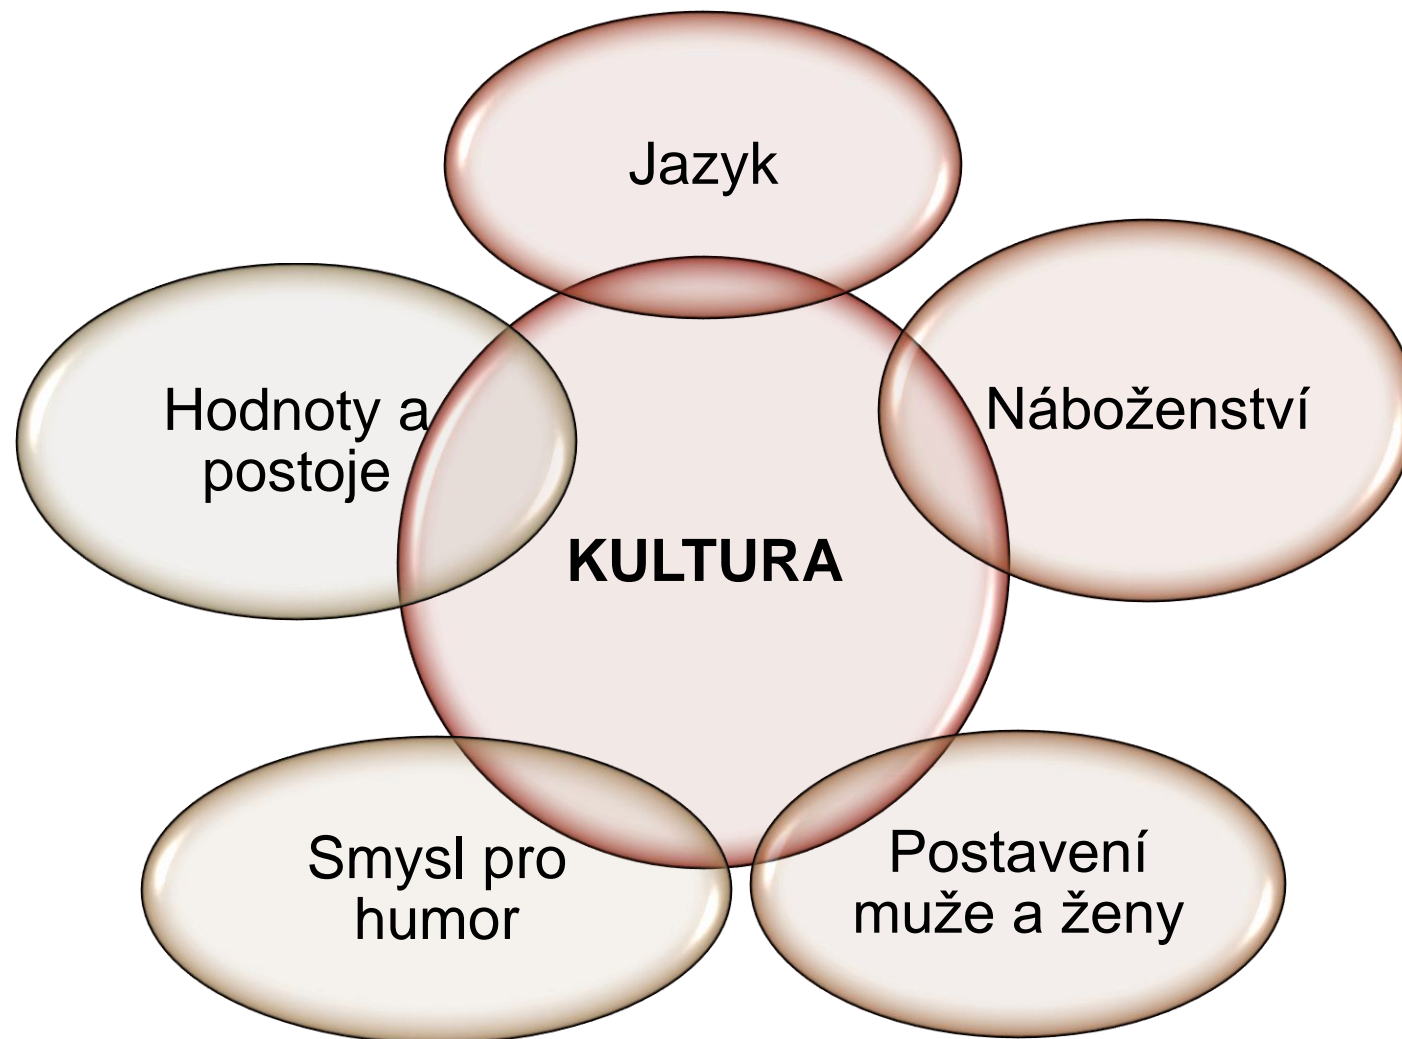 Jazyk
Hodnoty a
postoje
Náboženství
KULTURA
Smysl pro
humor
Postavení
muže a ženy